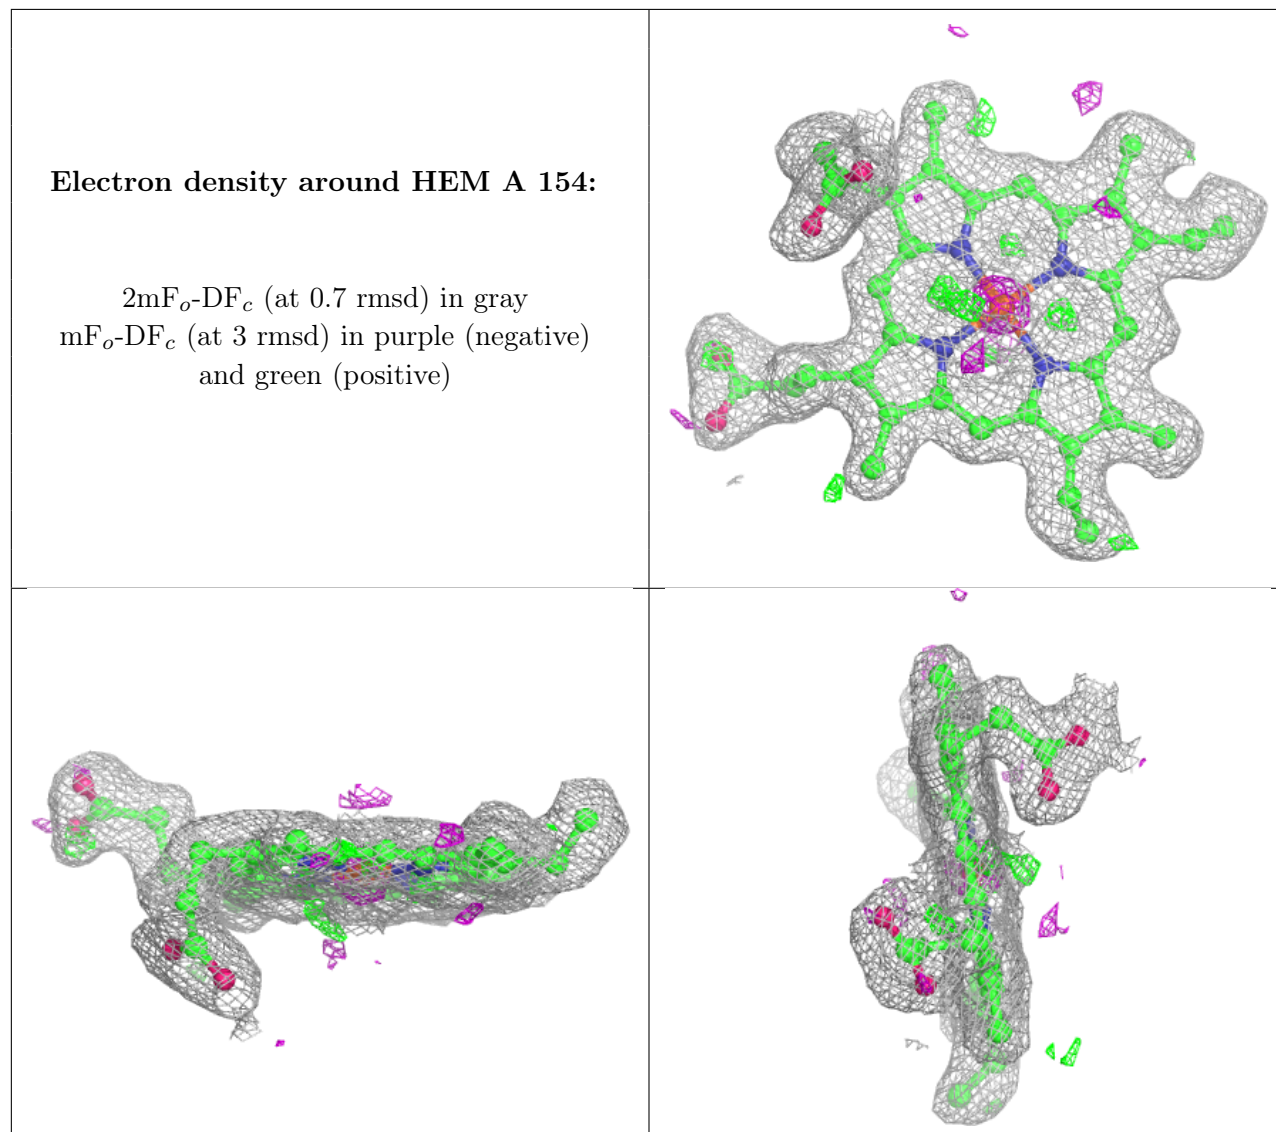 Electron density around HEM A 154:
2mFₒ-DF𝒸 (at 0.7 rmsd) in gray
mFₒ-DF𝒸 (at 3 rmsd) in purple (negative)
and green (positive)